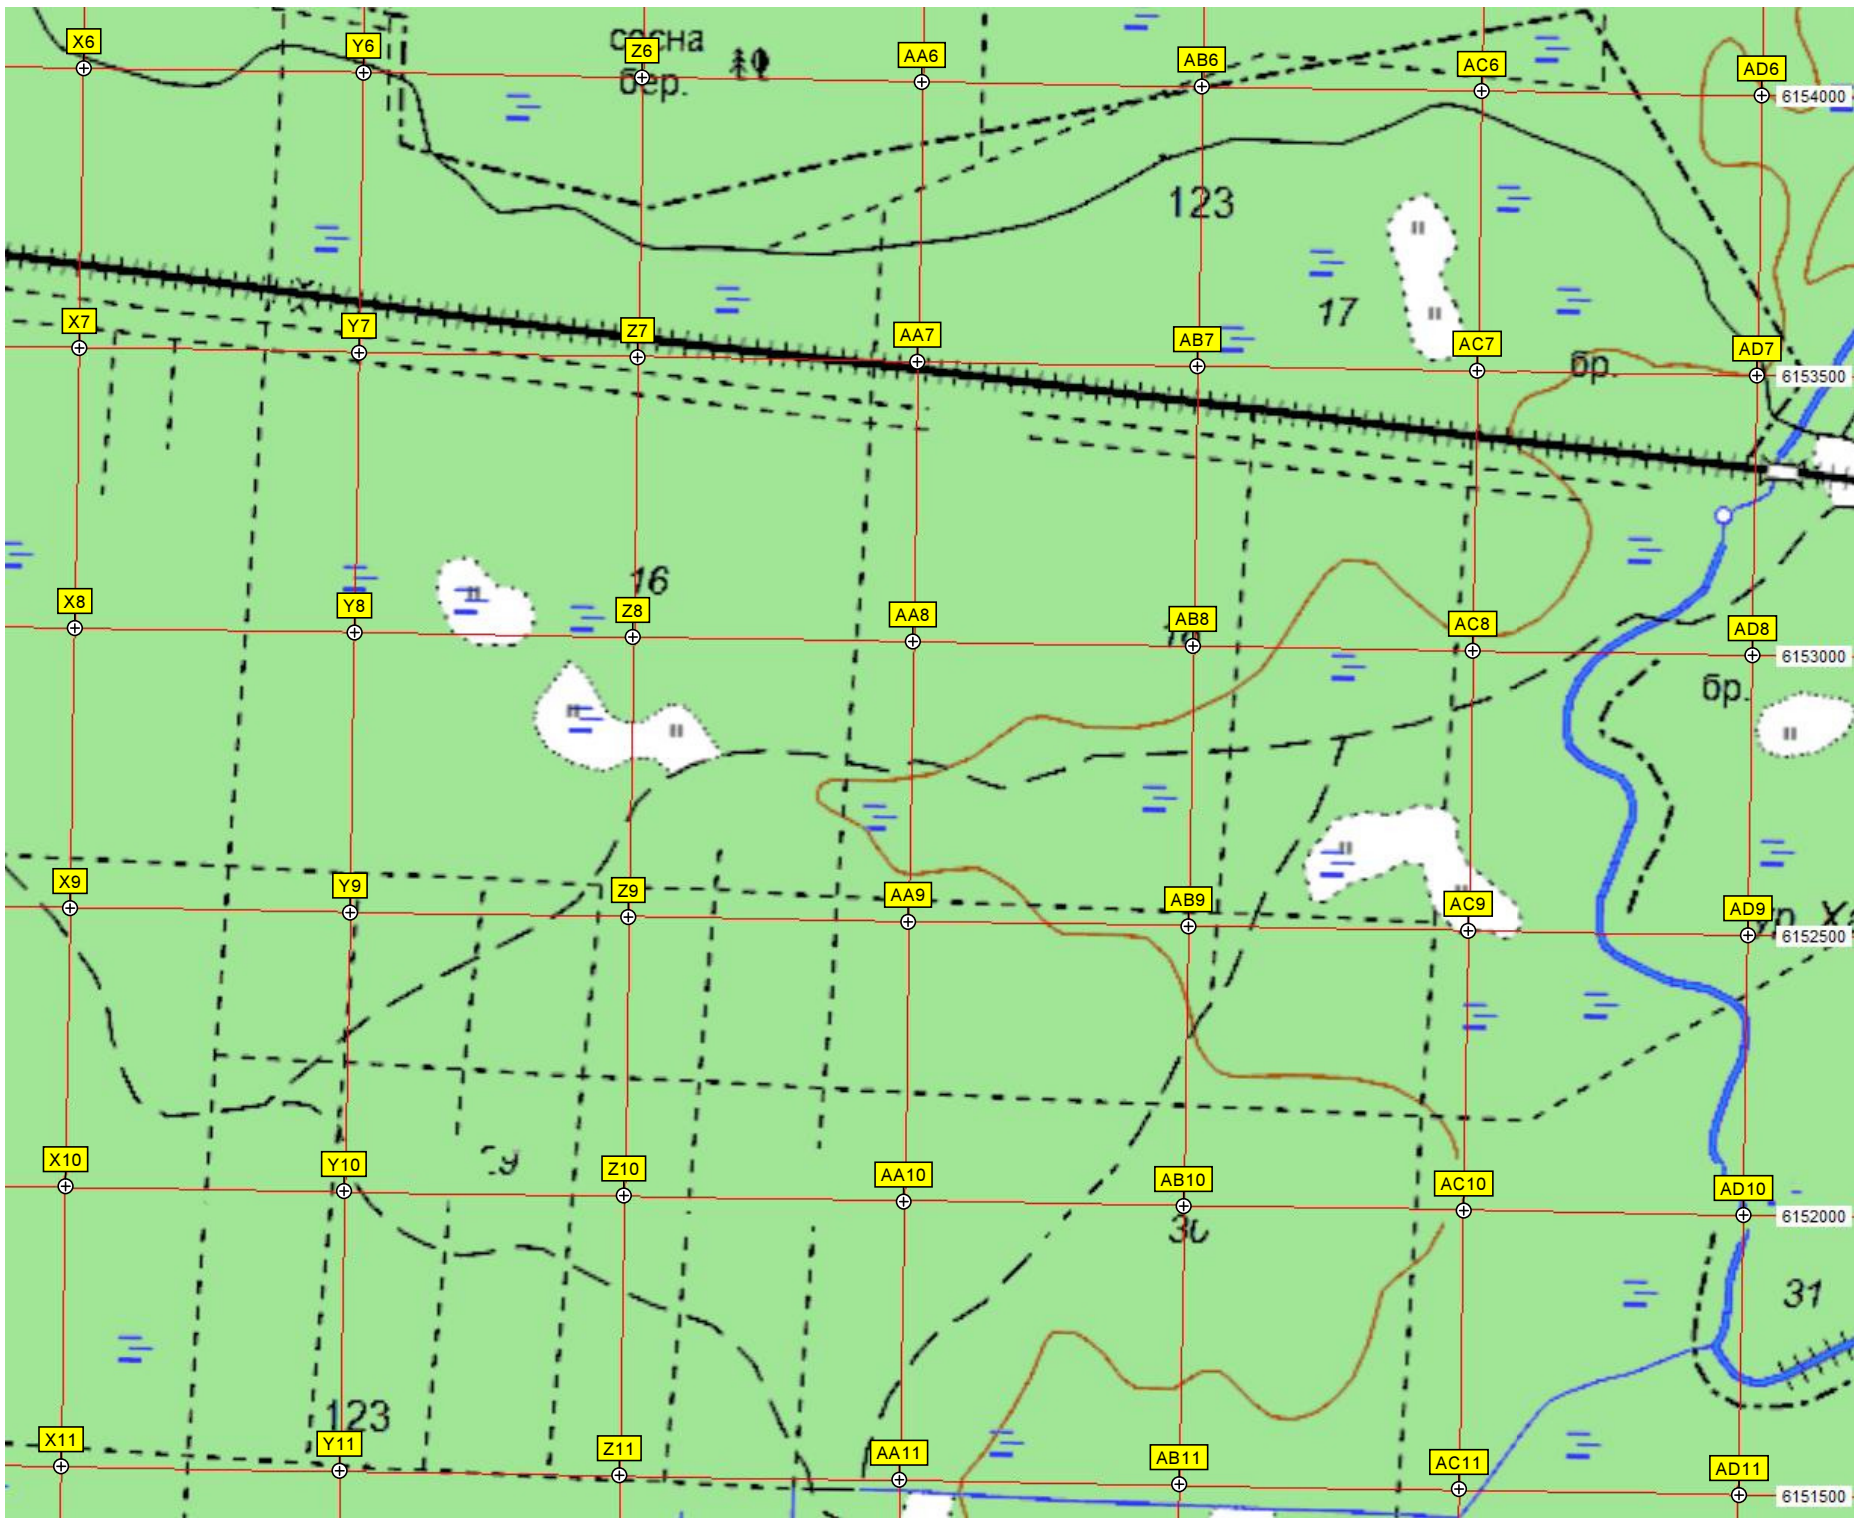 сосна
бер.
X6
Y6
Z6
AA6
AB6
AC6
AD6
6154000
123
17
X7
Y7
Z7
AA7
AB7
AC7
AD7
бр.
6153500
16
X8
Y8
Z8
AA8
AB8
AC8
AD8
6153000
бр.
X9
Y9
Z9
AA9
AB9
AC9
AD9
6152500
X10
Y10
Z10
AA10
AB10
AC10
AD10
6152000
30
31
123
X11
Y11
Z11
AA11
AB11
AC11
AD11
6151500